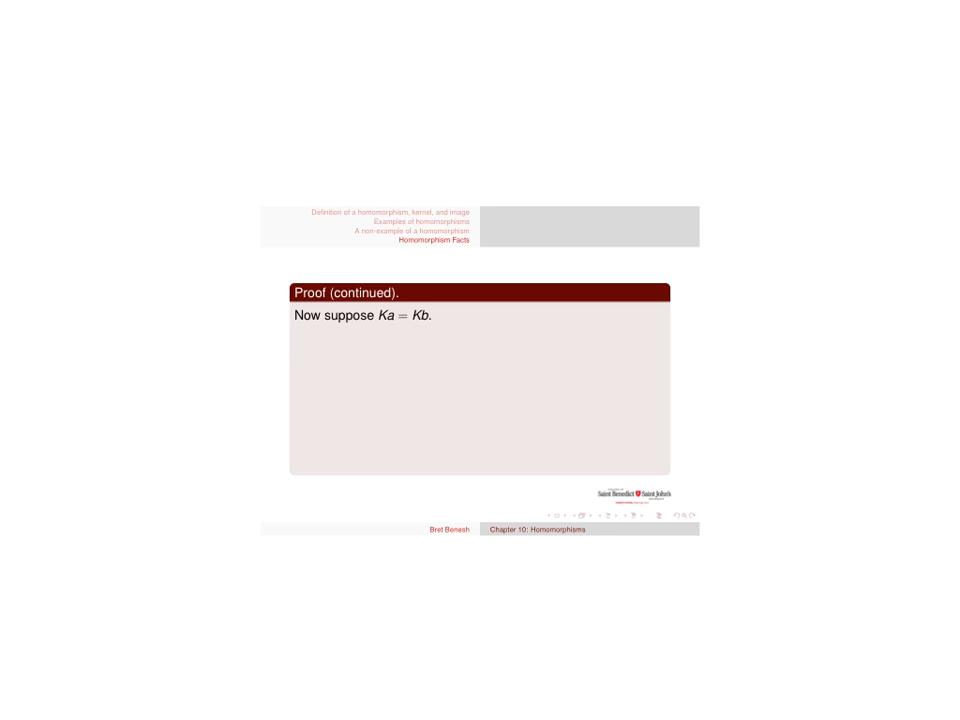 Definition of a homomorphism, kernel, and image
Examples of homomorphisms
A non-example of a homomorphism
Homomorphism Facts
Proof (continued).
Now suppose Ka = Kb.
Saint Benedict Saint John's
Bret Benesh
Chapter 10: Homomorphisms